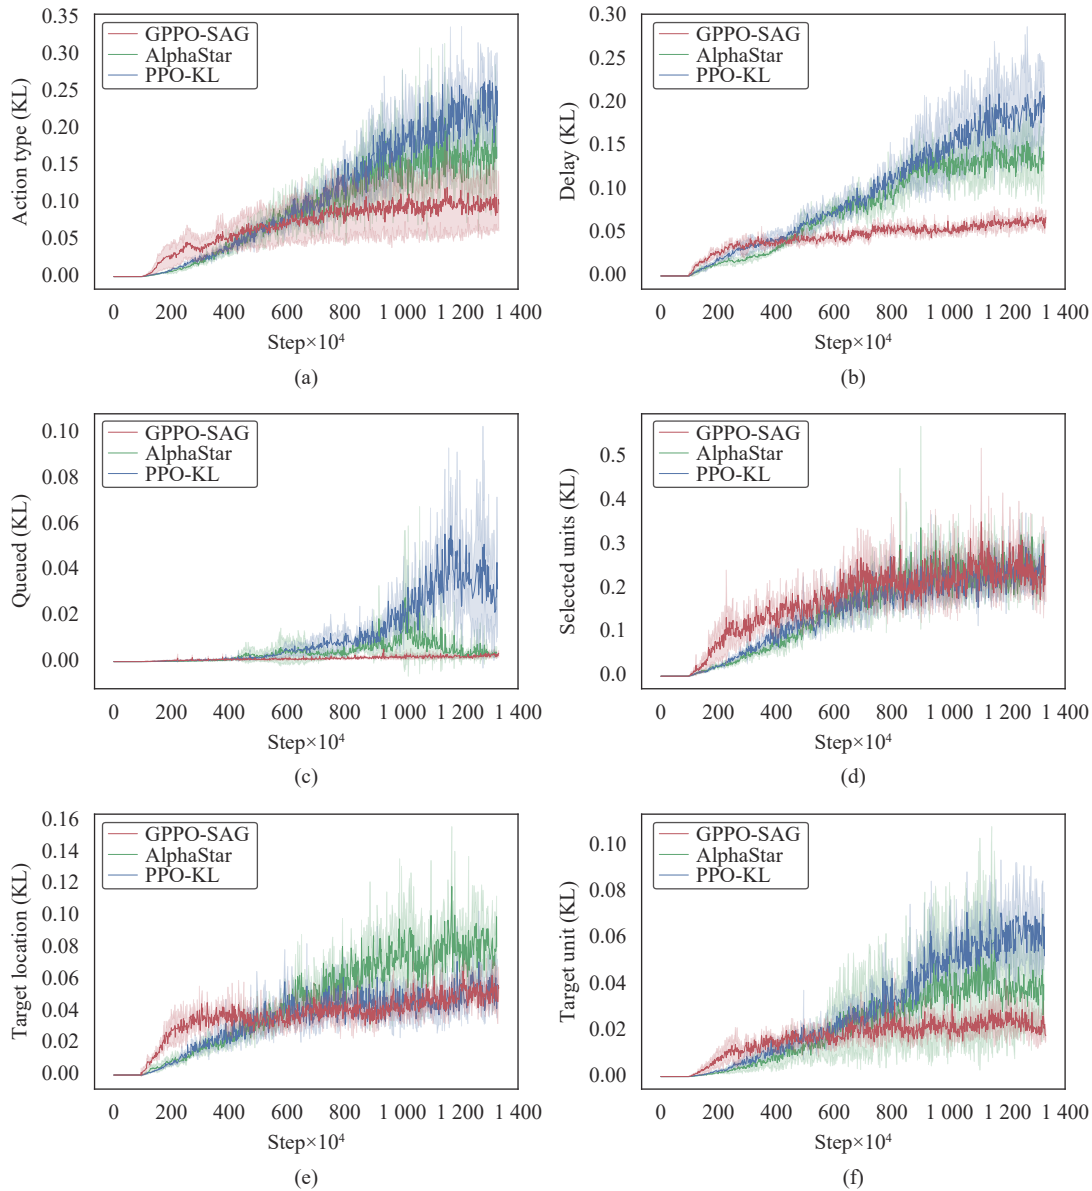 0.35
0.30
0.25
0.20
0.15
0.10
0.05
0.00
Action type (KL)
GPPO-SAG
AlphaStar
PPO-KL
0 200 400 600 800 1 000 1 200 1 400
Step×10⁴
(a)
0.30
0.25
0.20
0.15
0.10
0.05
0.00
Delay (KL)
GPPO-SAG
AlphaStar
PPO-KL
0 200 400 600 800 1 000 1 200 1 400
Step×10⁴
(b)
0.10
0.08
0.06
0.04
0.02
0.00
Queued (KL)
GPPO-SAG
AlphaStar
PPO-KL
0 200 400 600 800 1 000 1 200 1 400
Step×10⁴
(c)
0.5
0.4
0.3
0.2
0.1
0.0
Selected units (KL)
GPPO-SAG
AlphaStar
PPO-KL
0 200 400 600 800 1 000 1 200 1 400
Step×10⁴
(d)
0.16
0.14
0.12
0.10
0.08
0.06
0.04
0.02
0.00
Target location (KL)
GPPO-SAG
AlphaStar
PPO-KL
0 200 400 600 800 1 000 1 200 1 400
Step×10⁴
(e)
0.10
0.08
0.06
0.04
0.02
0.00
Target unit (KL)
GPPO-SAG
AlphaStar
PPO-KL
0 200 400 600 800 1 000 1 200 1 400
Step×10⁴
(f)